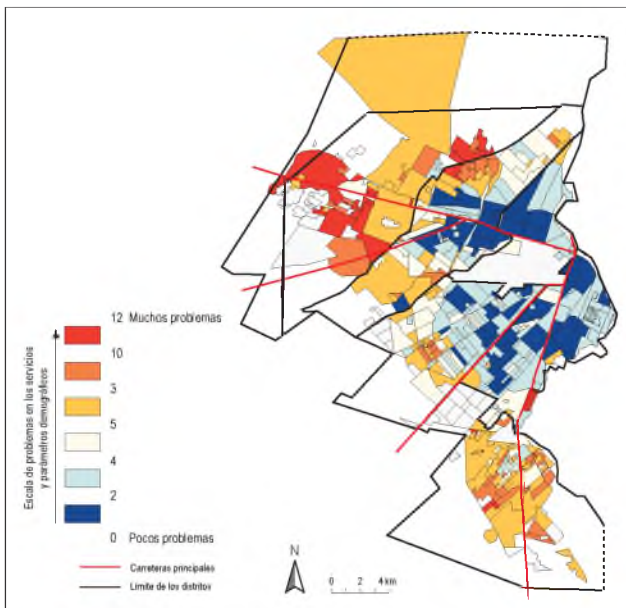 Escala de problemas en los servicios
y parámetros demográficos
12 Muchos problemas
10
3
5
4
2
0 Pocos problemas
Carreteras principales
Límite de los distritos
N
0 2 4 km